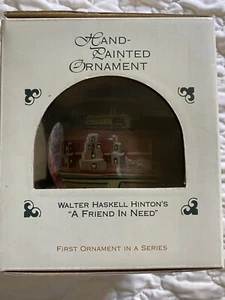 Hand-
Painted
Ornament
Walter Haskell Hinton's
"A Friend In Need"
First Ornament in a Series